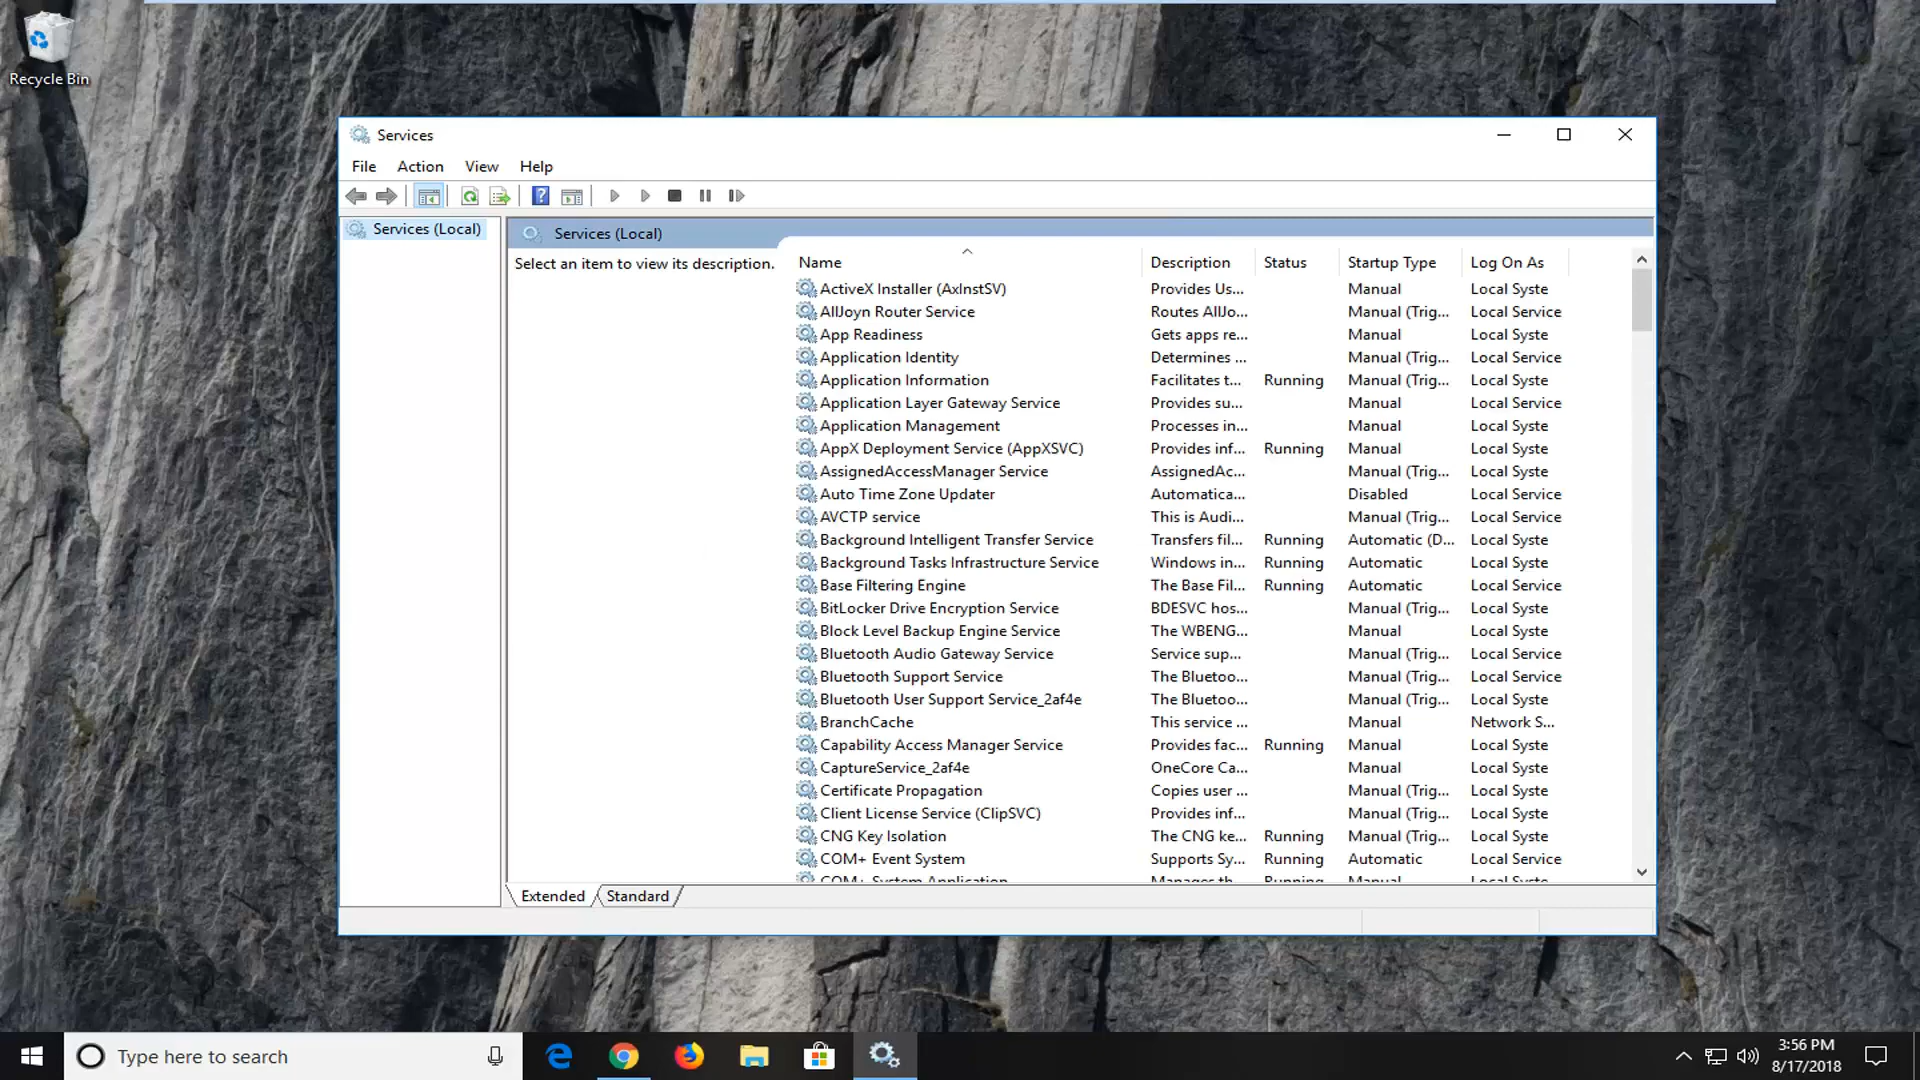 Recycle Bin
Services
File Action View Help
Services (Local)
Services (Local)
Select an item to view its description.
Name Description Status Startup Type Log On As
ActiveX Installer (AxInstSV) Provides Us... Manual Local Syste
AllJoyn Router Service Routes AllJo... Manual (Trig... Local Service
App Readiness Gets apps re... Manual Local Syste
Application Identity Determines ... Manual (Trig... Local Service
Application Information Facilitates t... Running Manual (Trig... Local Syste
Application Layer Gateway Service Provides su... Manual Local Service
Application Management Processes in... Manual Local Syste
AppX Deployment Service (AppXSVC) Provides inf... Running Manual Local Syste
AssignedAccessManager Service AssignedAc... Manual (Trig... Local Syste
Auto Time Zone Updater Automatica... Disabled Local Service
AVCTP service This is Audi... Manual (Trig... Local Service
Background Intelligent Transfer Service Transfers fil... Running Automatic (D... Local Syste
Background Tasks Infrastructure Service Windows in... Running Automatic Local Syste
Base Filtering Engine The Base Fil... Running Automatic Local Service
BitLocker Drive Encryption Service BDESVC hos... Manual (Trig... Local Syste
Block Level Backup Engine Service The WBENG... Manual Local Syste
Bluetooth Audio Gateway Service Service sup... Manual (Trig... Local Service
Bluetooth Support Service The Bluetoo... Manual (Trig... Local Service
Bluetooth User Support Service_2af4e The Bluetoo... Manual (Trig... Local Syste
BranchCache This service ... Manual Network S...
Capability Access Manager Service Provides fac... Running Manual Local Syste
CaptureService_2af4e OneCore Ca... Manual Local Syste
Certificate Propagation Copies user ... Manual (Trig... Local Syste
Client License Service (ClipSVC) Provides inf... Manual (Trig... Local Syste
CNG Key Isolation The CNG ke... Running Manual (Trig... Local Syste
COM+ Event System Supports Sy... Running Automatic Local Service
COM+ System Application Manages th... Running Manual Local Syste
Extended Standard
Type here to search
3:56 PM
8/17/2018